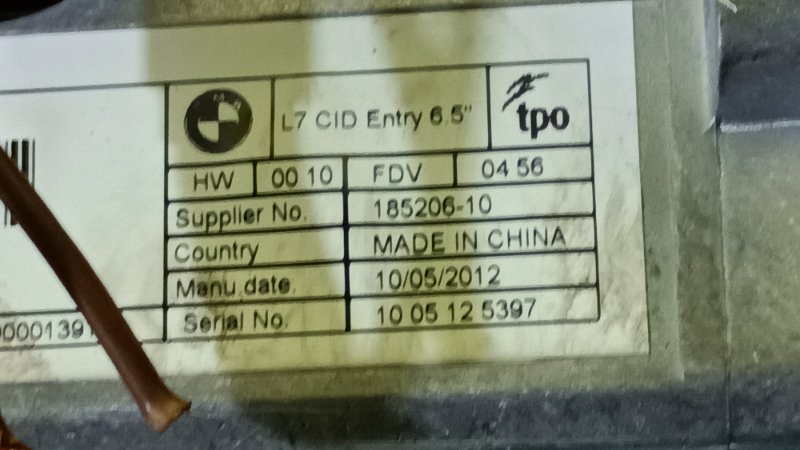 L7 CID Entry 6.5"
tpo
HW 00 10 FDV 04 56
Supplier No. 185206-10
Country MADE IN CHINA
Manu.date. 10/05/2012
Serial No. 10 05 12 5397